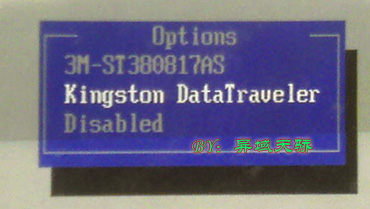 Options
3M-ST380817AS
Kingston DataTraveler
Disabled